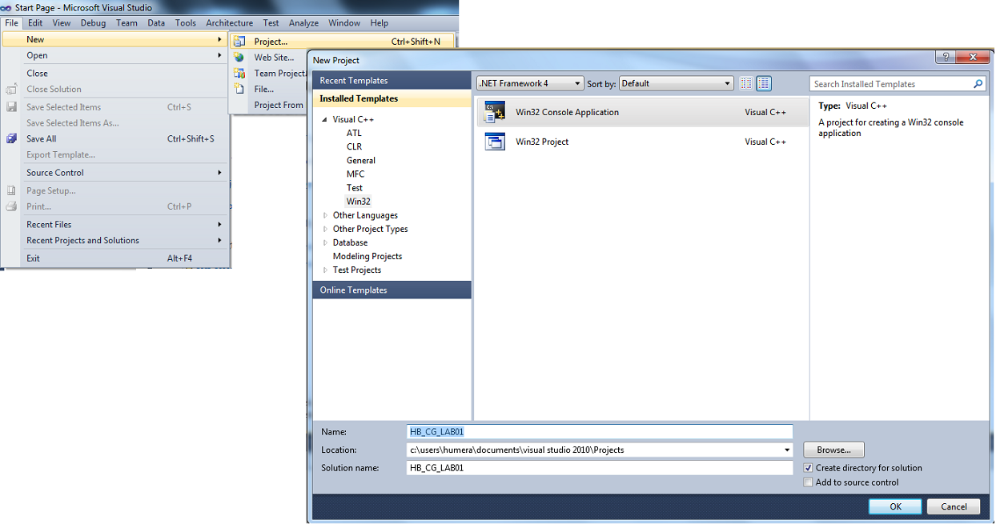 Start Page - Microsoft Visual Studio
File Edit View Debug Team Data Tools Architecture Test Analyze Window Help
New
Open
Close
Close Solution
Save Selected Items Ctrl+S
Save Selected Items As...
Save All Ctrl+Shift+S
Export Template...
Source Control
Page Setup...
Print... Ctrl+P
Recent Files
Recent Projects and Solutions
Exit Alt+F4
Project... Ctrl+Shift+N
Web Site...
Team Project
File...
Project From
New Project
Recent Templates
Installed Templates
Visual C++
ATL
CLR
General
MFC
Test
Win32
Other Languages
Other Project Types
Database
Modeling Projects
Test Projects
Online Templates
.NET Framework 4 Sort by: Default
Win32 Console Application Visual C++
Win32 Project Visual C++
Search Installed Templates
Type: Visual C++
A project for creating a Win32 console
application
Name: HB_CG_LAB01
Location: c:\users\humera\documents\visual studio 2010\Projects Browse...
Solution name: HB_CG_LAB01 Create directory for solution
Add to source control
OK Cancel